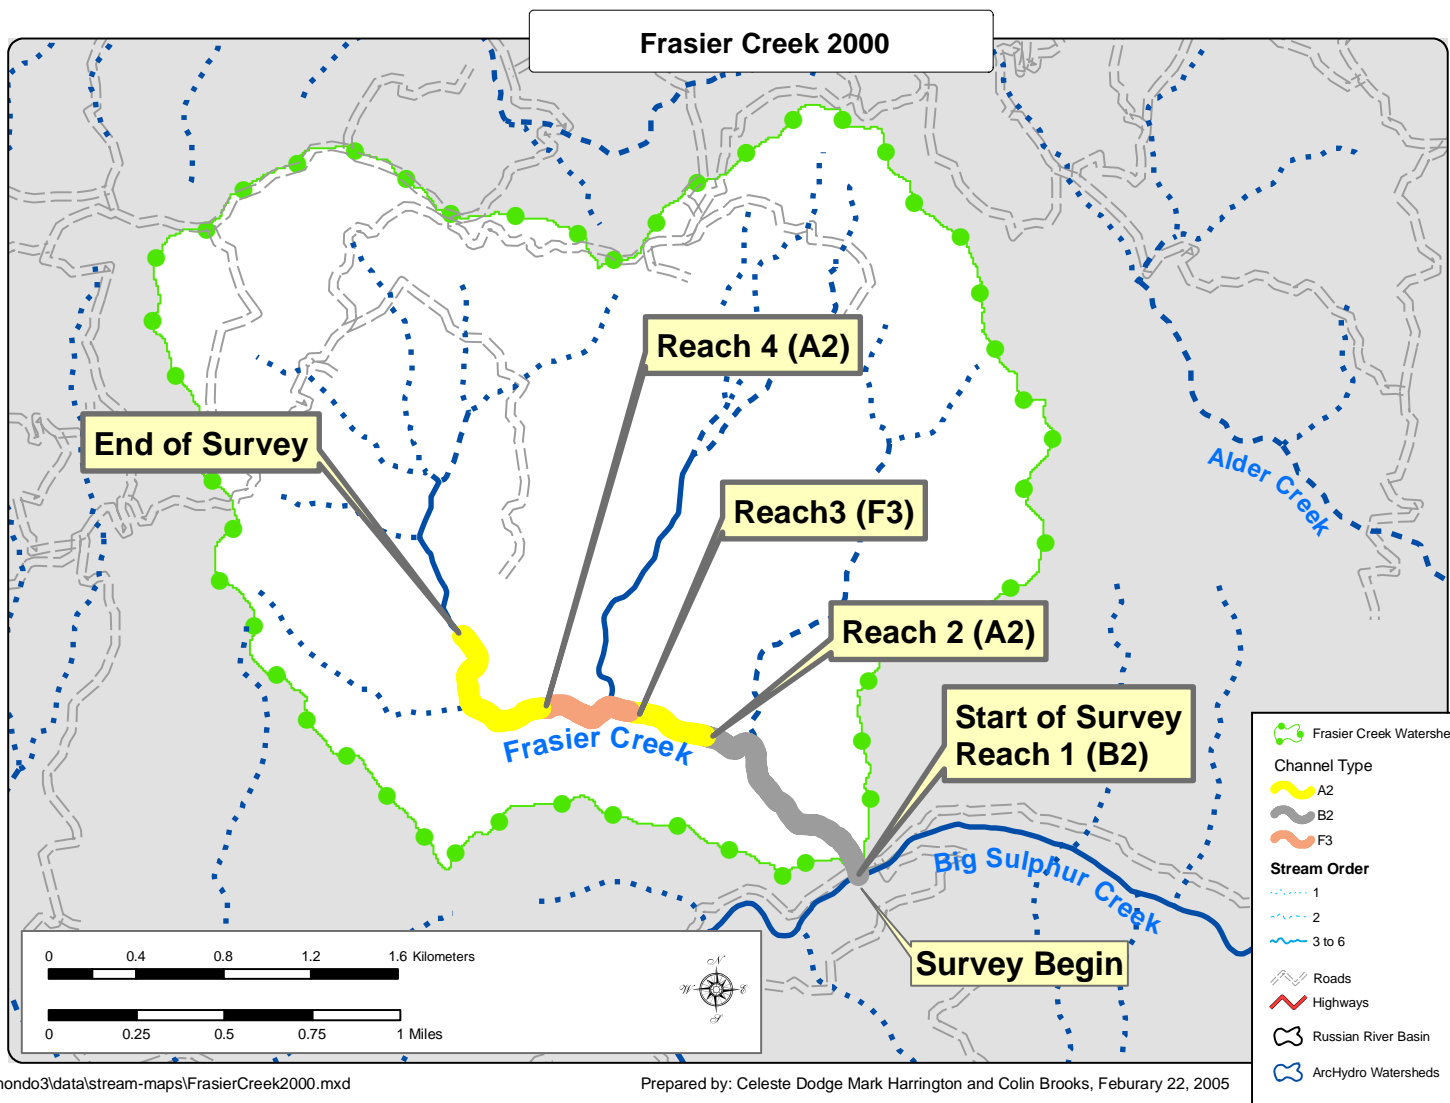 Frasier Creek 2000
Reach 4 (A2)
End of Survey
Alder Creek
Reach3 (F3)
Reach 2 (A2)
Start of Survey
Reach 1 (B2)
Frasier Creek
Big Sulphur Creek
Survey Begin
Frasier Creek Watershe
Channel Type
A2
B2
F3
Stream Order
1
2
3 to 6
Roads
Highways
Russian River Basin
ArcHydro Watersheds
0 0.4 0.8 1.2 1.6 Kilometers
0 0.25 0.5 0.75 1 Miles
N
W E
S
hondo3\data\stream-maps\FrasierCreek2000.mxd
Prepared by: Celeste Dodge Mark Harrington and Colin Brooks, Feburary 22, 2005